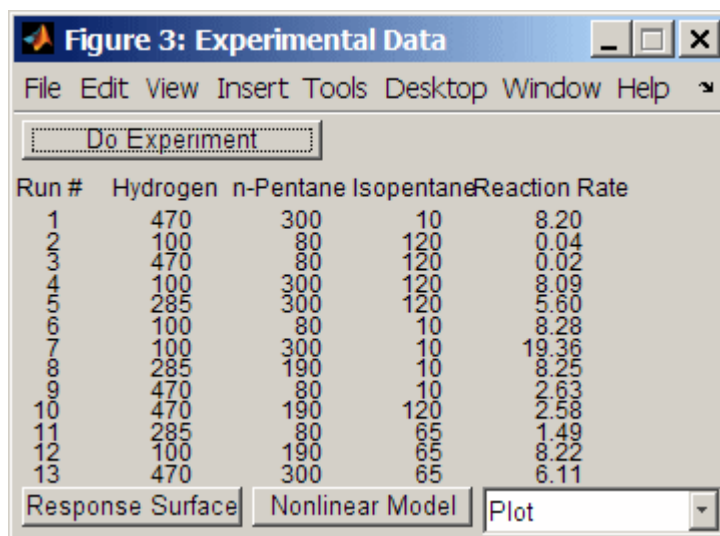 Figure 3: Experimental Data
File Edit View Insert Tools Desktop Window Help
Do Experiment
Run # Hydrogen n-Pentane Isopentane Reaction Rate
1 470 300 10 8.20
2 100 80 120 0.04
3 470 80 120 0.02
4 100 300 120 8.09
5 285 300 120 5.60
6 100 80 10 8.28
7 100 300 10 19.36
8 285 190 10 8.25
9 470 80 10 2.63
10 470 190 120 2.58
11 285 80 65 1.49
12 100 190 65 8.22
13 470 300 65 6.11
Response Surface Nonlinear Model Plot